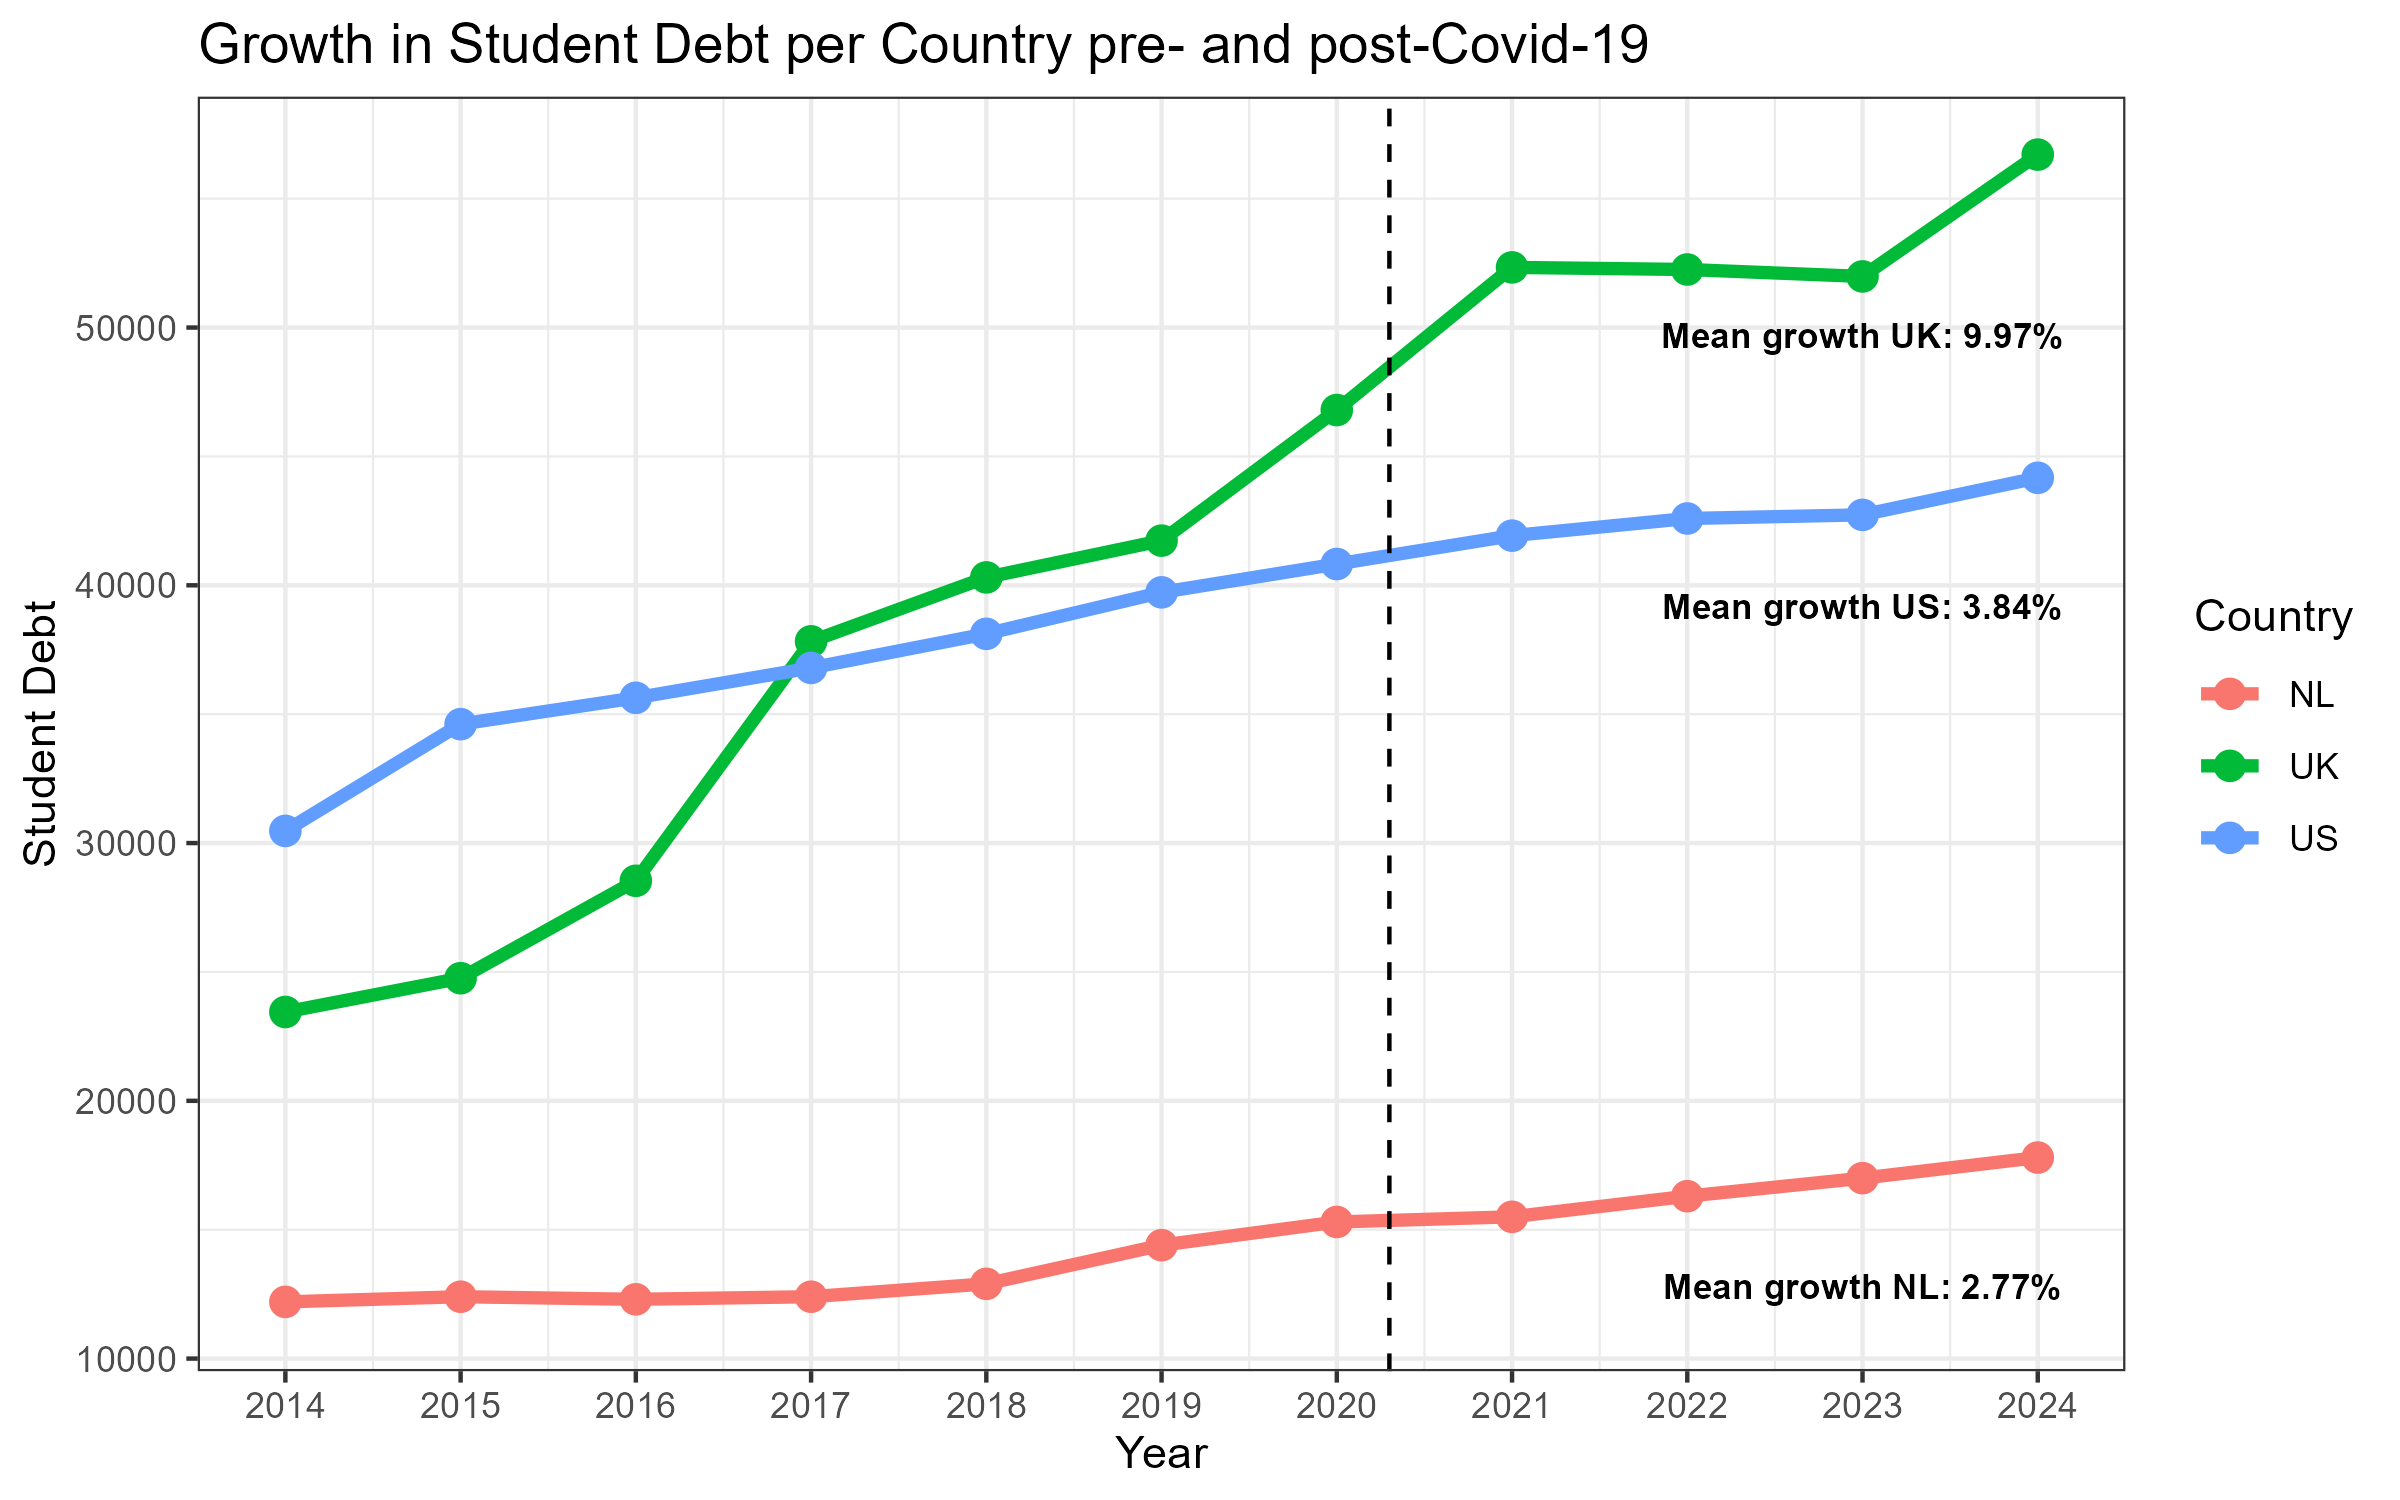 Growth in Student Debt per Country pre- and post-Covid-19
Student Debt
50000
40000
30000
20000
10000
Mean growth UK: 9.97%
Mean growth US: 3.84%
Mean growth NL: 2.77%
2014 2015 2016 2017 2018 2019 2020 2021 2022 2023 2024
Year
Country
NL
UK
US